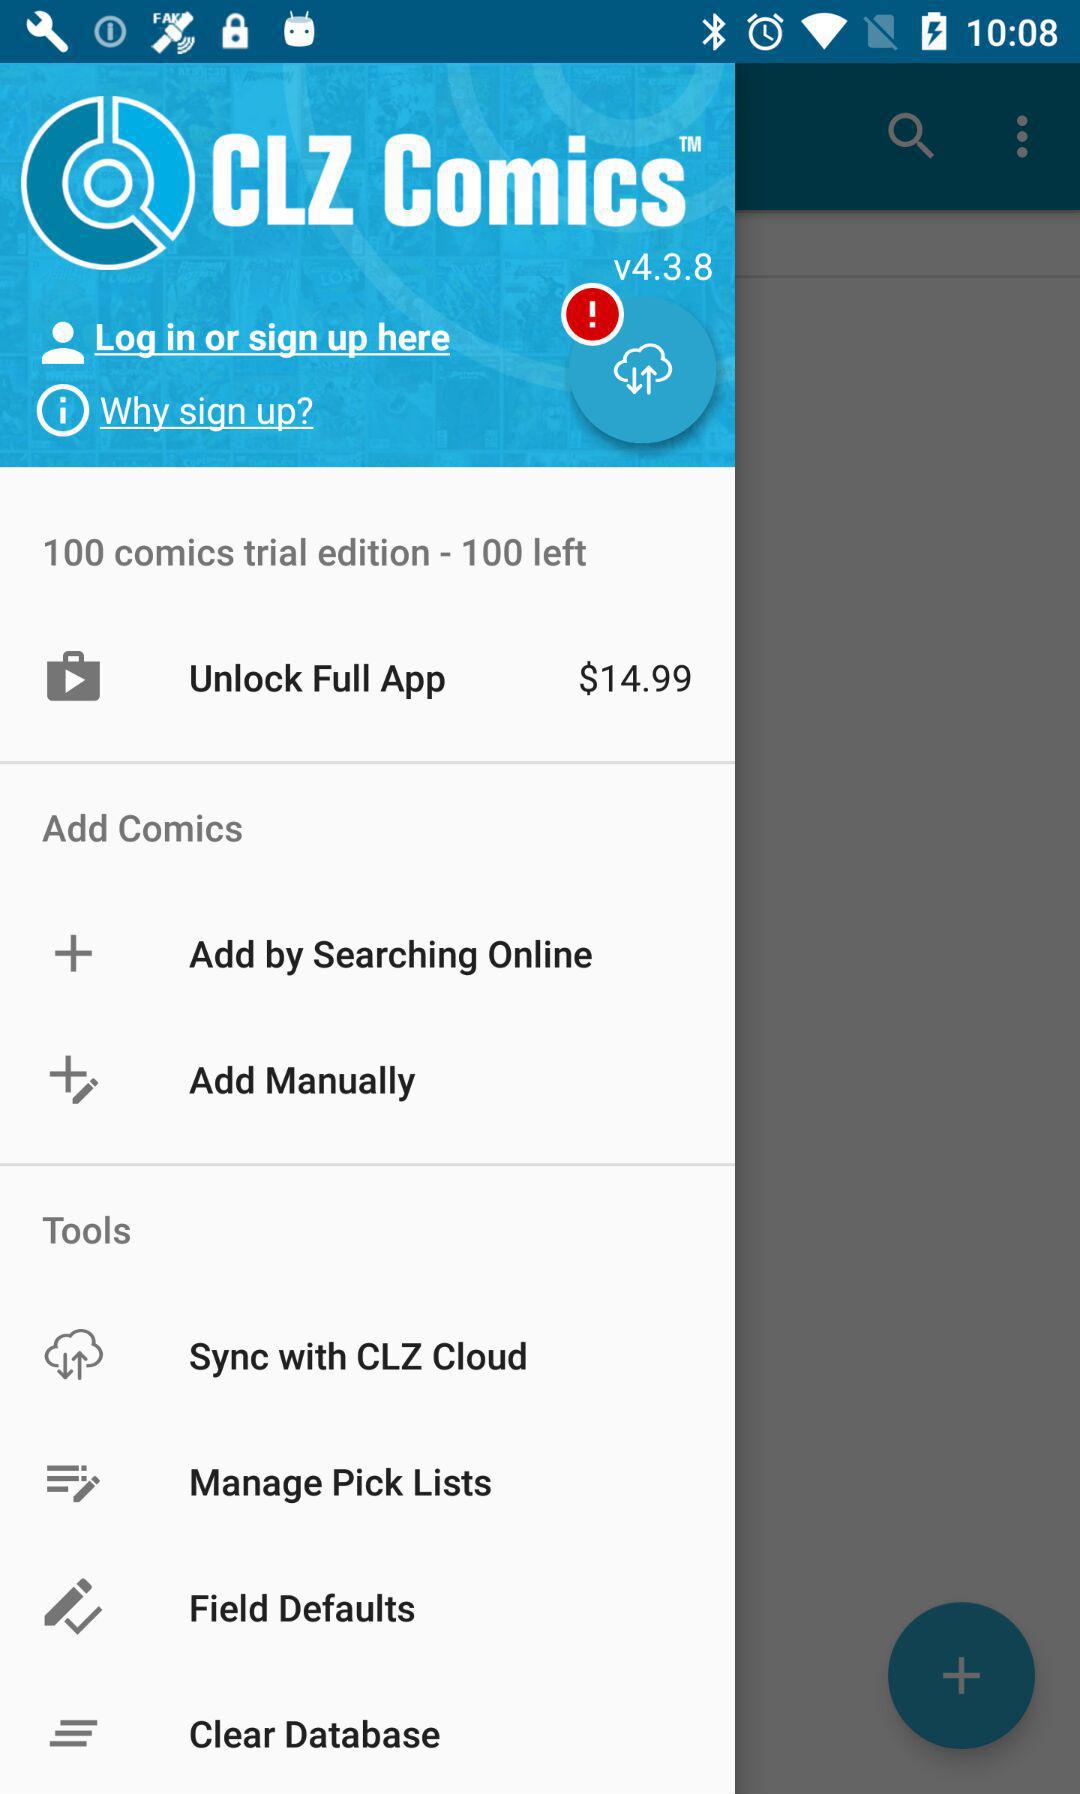 FAKE
10:08
CLZ Comics™
v4.3.8
Log in or sign up here
Why sign up?
100 comics trial edition - 100 left
Unlock Full App $14.99
Add Comics
Add by Searching Online
Add Manually
Tools
Sync with CLZ Cloud
Manage Pick Lists
Field Defaults
Clear Database